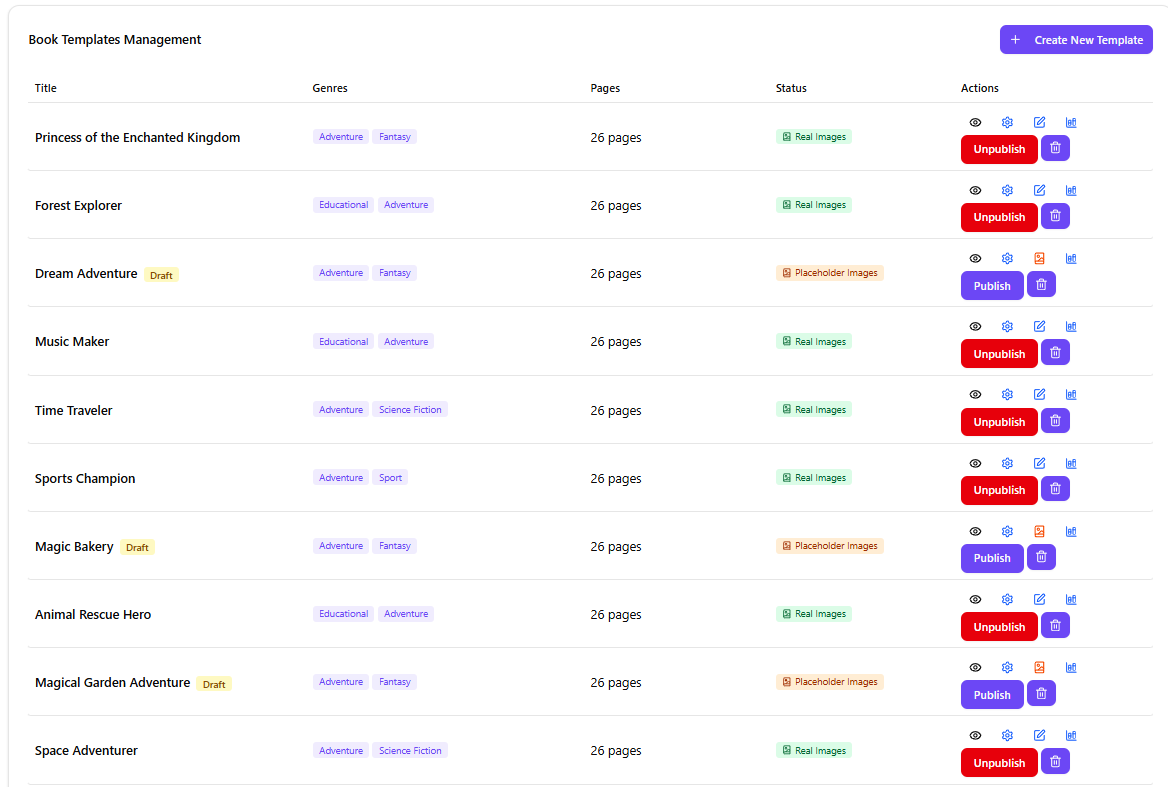 Book Templates Management
+ Create New Template
Title Genres Pages Status Actions
Princess of the Enchanted Kingdom Adventure Fantasy 26 pages Real Images
Unpublish
Forest Explorer Educational Adventure 26 pages Real Images
Unpublish
Dream Adventure Draft Adventure Fantasy 26 pages Placeholder Images
Publish
Music Maker Educational Adventure 26 pages Real Images
Unpublish
Time Traveler Adventure Science Fiction 26 pages Real Images
Unpublish
Sports Champion Adventure Sport 26 pages Real Images
Unpublish
Magic Bakery Draft Adventure Fantasy 26 pages Placeholder Images
Publish
Animal Rescue Hero Educational Adventure 26 pages Real Images
Unpublish
Magical Garden Adventure Draft Adventure Fantasy 26 pages Placeholder Images
Publish
Space Adventurer Adventure Science Fiction 26 pages Real Images
Unpublish